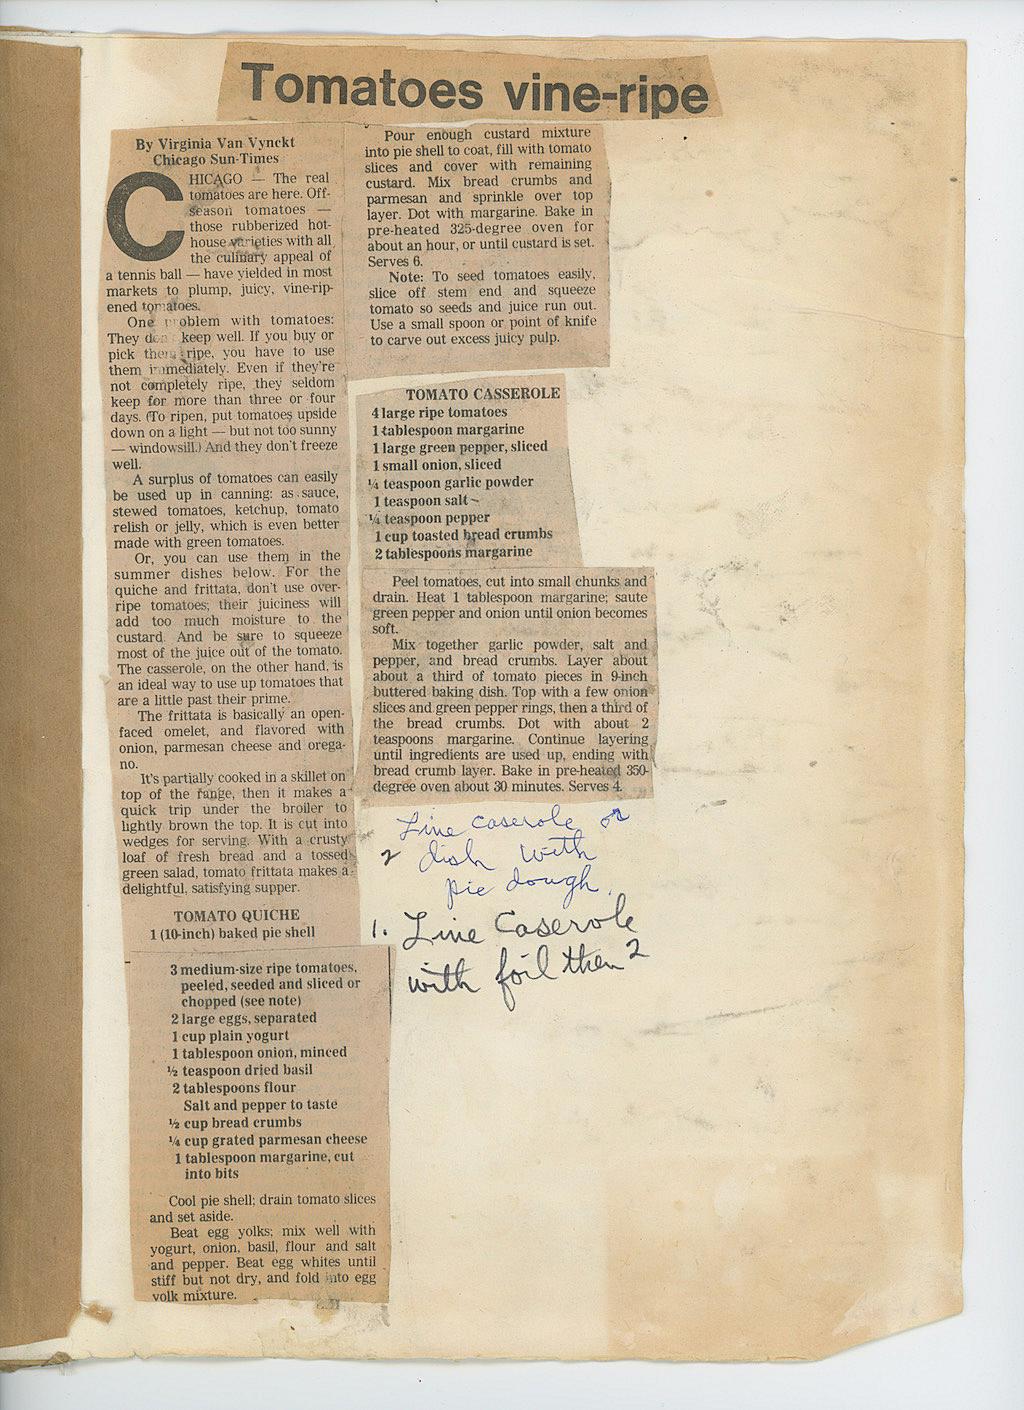 Tomatoes vine-ripe
By Virginia Van Vynckt
Chicago Sun-Times
CHICAGO — The real
tomatoes are here. Off-
season tomatoes —
those rubberized hot-
house varieties with all
the culinary appeal of
a tennis ball — have yielded in most
markets to plump, juicy, vine-rip-
ened tomatoes.
One problem with tomatoes:
They don't keep well. If you buy or
pick them ripe, you have to use
them immediately. Even if they're
not completely ripe, they seldom
keep for more than three or four
days. (To ripen, put tomatoes upside
down on a light — but not too sunny
— windowsill.) And they don't freeze
well.
A surplus of tomatoes can easily
be used up in canning: as sauce,
stewed tomatoes, ketchup, tomato
relish or jelly, which is even better
made with green tomatoes.
Or, you can use them in the
summer dishes below. For the
quiche and frittata, don't use over-
ripe tomatoes; their juiciness will
add too much moisture to the
custard. And be sure to squeeze
most of the juice out of the tomato.
The casserole, on the other hand, is
an ideal way to use up tomatoes that
are a little past their prime.
The frittata is basically an open-
faced omelet, and flavored with
onion, parmesan cheese and orega-
no.
It's partially cooked in a skillet on
top of the range, then it makes a
quick trip under the broiler to
lightly brown the top. It is cut into
wedges for serving. With a crusty
loaf of fresh bread and a tossed
green salad, tomato frittata makes a
delightful, satisfying supper.
TOMATO QUICHE
1 (10-inch) baked pie shell
3 medium-size ripe tomatoes,
peeled, seeded and sliced or
chopped (see note)
2 large eggs, separated
1 cup plain yogurt
1 tablespoon onion, minced
½ teaspoon dried basil
2 tablespoons flour
Salt and pepper to taste
½ cup bread crumbs
¼ cup grated parmesan cheese
1 tablespoon margarine, cut
into bits
Cool pie shell; drain tomato slices
and set aside.
Beat egg yolks; mix well with
yogurt, onion, basil, flour and salt
and pepper. Beat egg whites until
stiff but not dry, and fold into egg
yolk mixture.
Pour enough custard mixture
into pie shell to coat, fill with tomato
slices and cover with remaining
custard. Mix bread crumbs and
parmesan and sprinkle over top
layer. Dot with margarine. Bake in
pre-heated 325-degree oven for
about an hour, or until custard is set.
Serves 6.
Note: To seed tomatoes easily,
slice off stem end and squeeze
tomato so seeds and juice run out.
Use a small spoon or point of knife
to carve out excess juicy pulp.
TOMATO CASSEROLE
4 large ripe tomatoes
1 tablespoon margarine
1 large green pepper, sliced
1 small onion, sliced
¼ teaspoon garlic powder
1 teaspoon salt
¼ teaspoon pepper
1 cup toasted bread crumbs
2 tablespoons margarine
Peel tomatoes, cut into small chunks and
drain. Heat 1 tablespoon margarine; saute
green pepper and onion until onion becomes
soft.
Mix together garlic powder, salt and
pepper, and bread crumbs. Layer about
about a third of tomato pieces in 9-inch
buttered baking dish. Top with a few onion
slices and green pepper rings, then a third of
the bread crumbs. Dot with about 2
teaspoons margarine. Continue layering
until ingredients are used up, ending with
bread crumb layer. Bake in pre-heated 350-
degree oven about 30 minutes. Serves 4.
Line caserole or
2 dish with
pie dough.
1. Line Caserole
with foil then 2